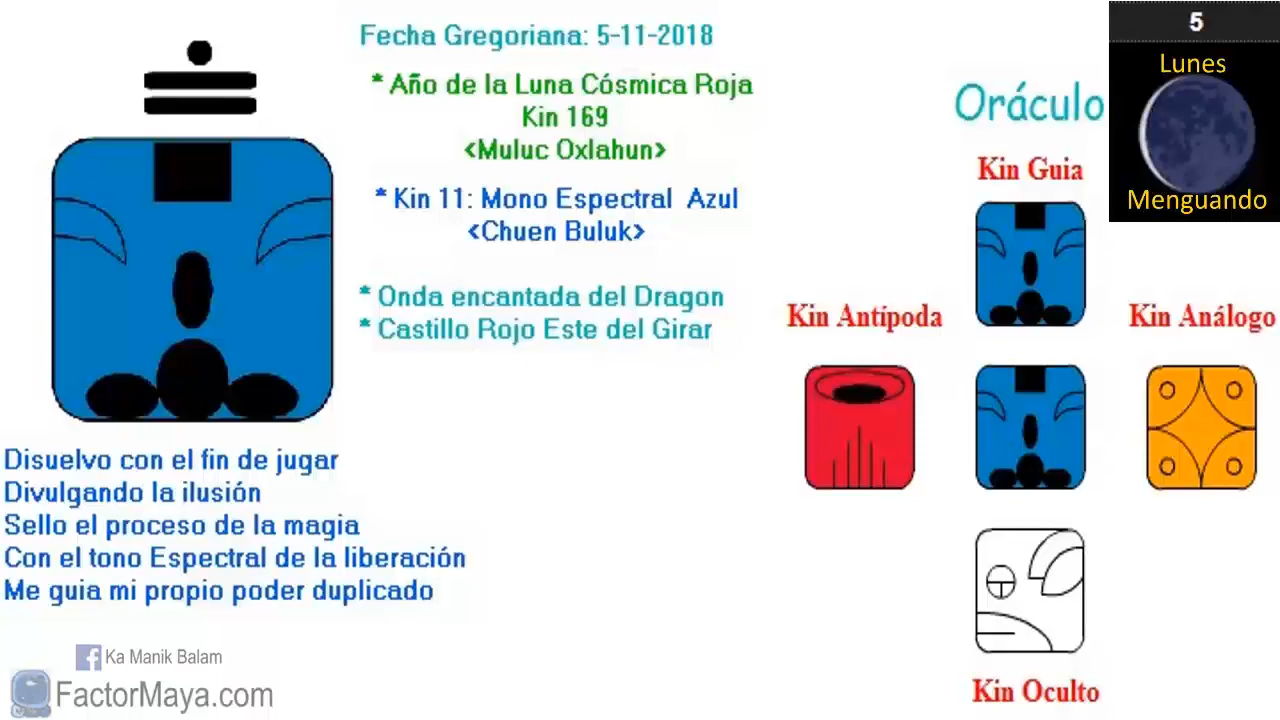 Fecha Gregoriana: 5-11-2018
* Año de la Luna Cósmica Roja
Kin 169
<Muluc Oxlahun>
* Kin 11: Mono Espectral Azul
<Chuen Buluk>
* Onda encantada del Dragon
* Castillo Rojo Este del Girar
5
Lunes
Menguando
Oráculo
Kin Guia
Kin Antípoda
Kin Análogo
Kin Oculto
Disuelvo con el fin de jugar
Divulgando la ilusión
Sello el proceso de la magia
Con el tono Espectral de la liberación
Me guia mi propio poder duplicado
f Ka Manik Balam
FactorMaya.com